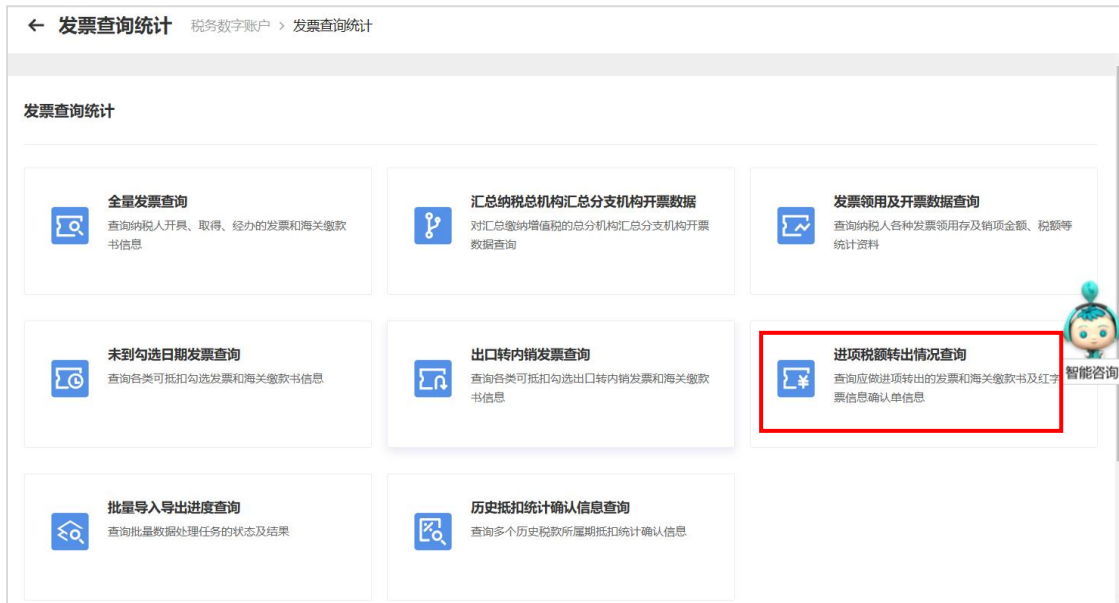 ← 发票查询统计 税务数字账户 > 发票查询统计
发票查询统计
全量发票查询
查询纳税人开具、取得、经办的发票和海关缴款
书信息
汇总纳税总机构汇总分支机构开票数据
对汇总缴纳增值税的总分机构汇总分支机构开票
数据查询
发票领用及开票数据查询
查询纳税人各种发票领用存及销项金额、税额等
统计资料
未到勾选日期发票查询
查询各类可抵扣勾选发票和海关缴款书信息
出口转内销发票查询
查询各类可抵扣勾选出口转内销发票和海关缴款
书信息
进项税额转出情况查询
查询应做进项转出的发票和海关缴款书及红字
票信息确认单信息
智能咨询
批量导入导出进度查询
查询批量数据处理任务的状态及结果
历史抵扣统计确认信息查询
查询多个历史税款所属期抵扣统计确认信息